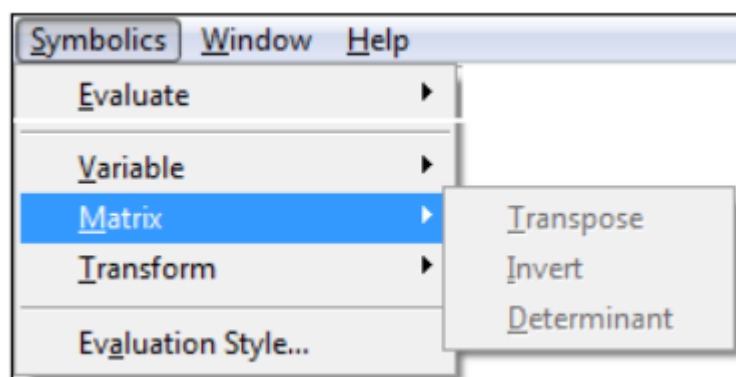 Symbolics Window Help
Evaluate
Variable
Matrix
Transpose
Invert
Determinant
Transform
Evaluation Style...